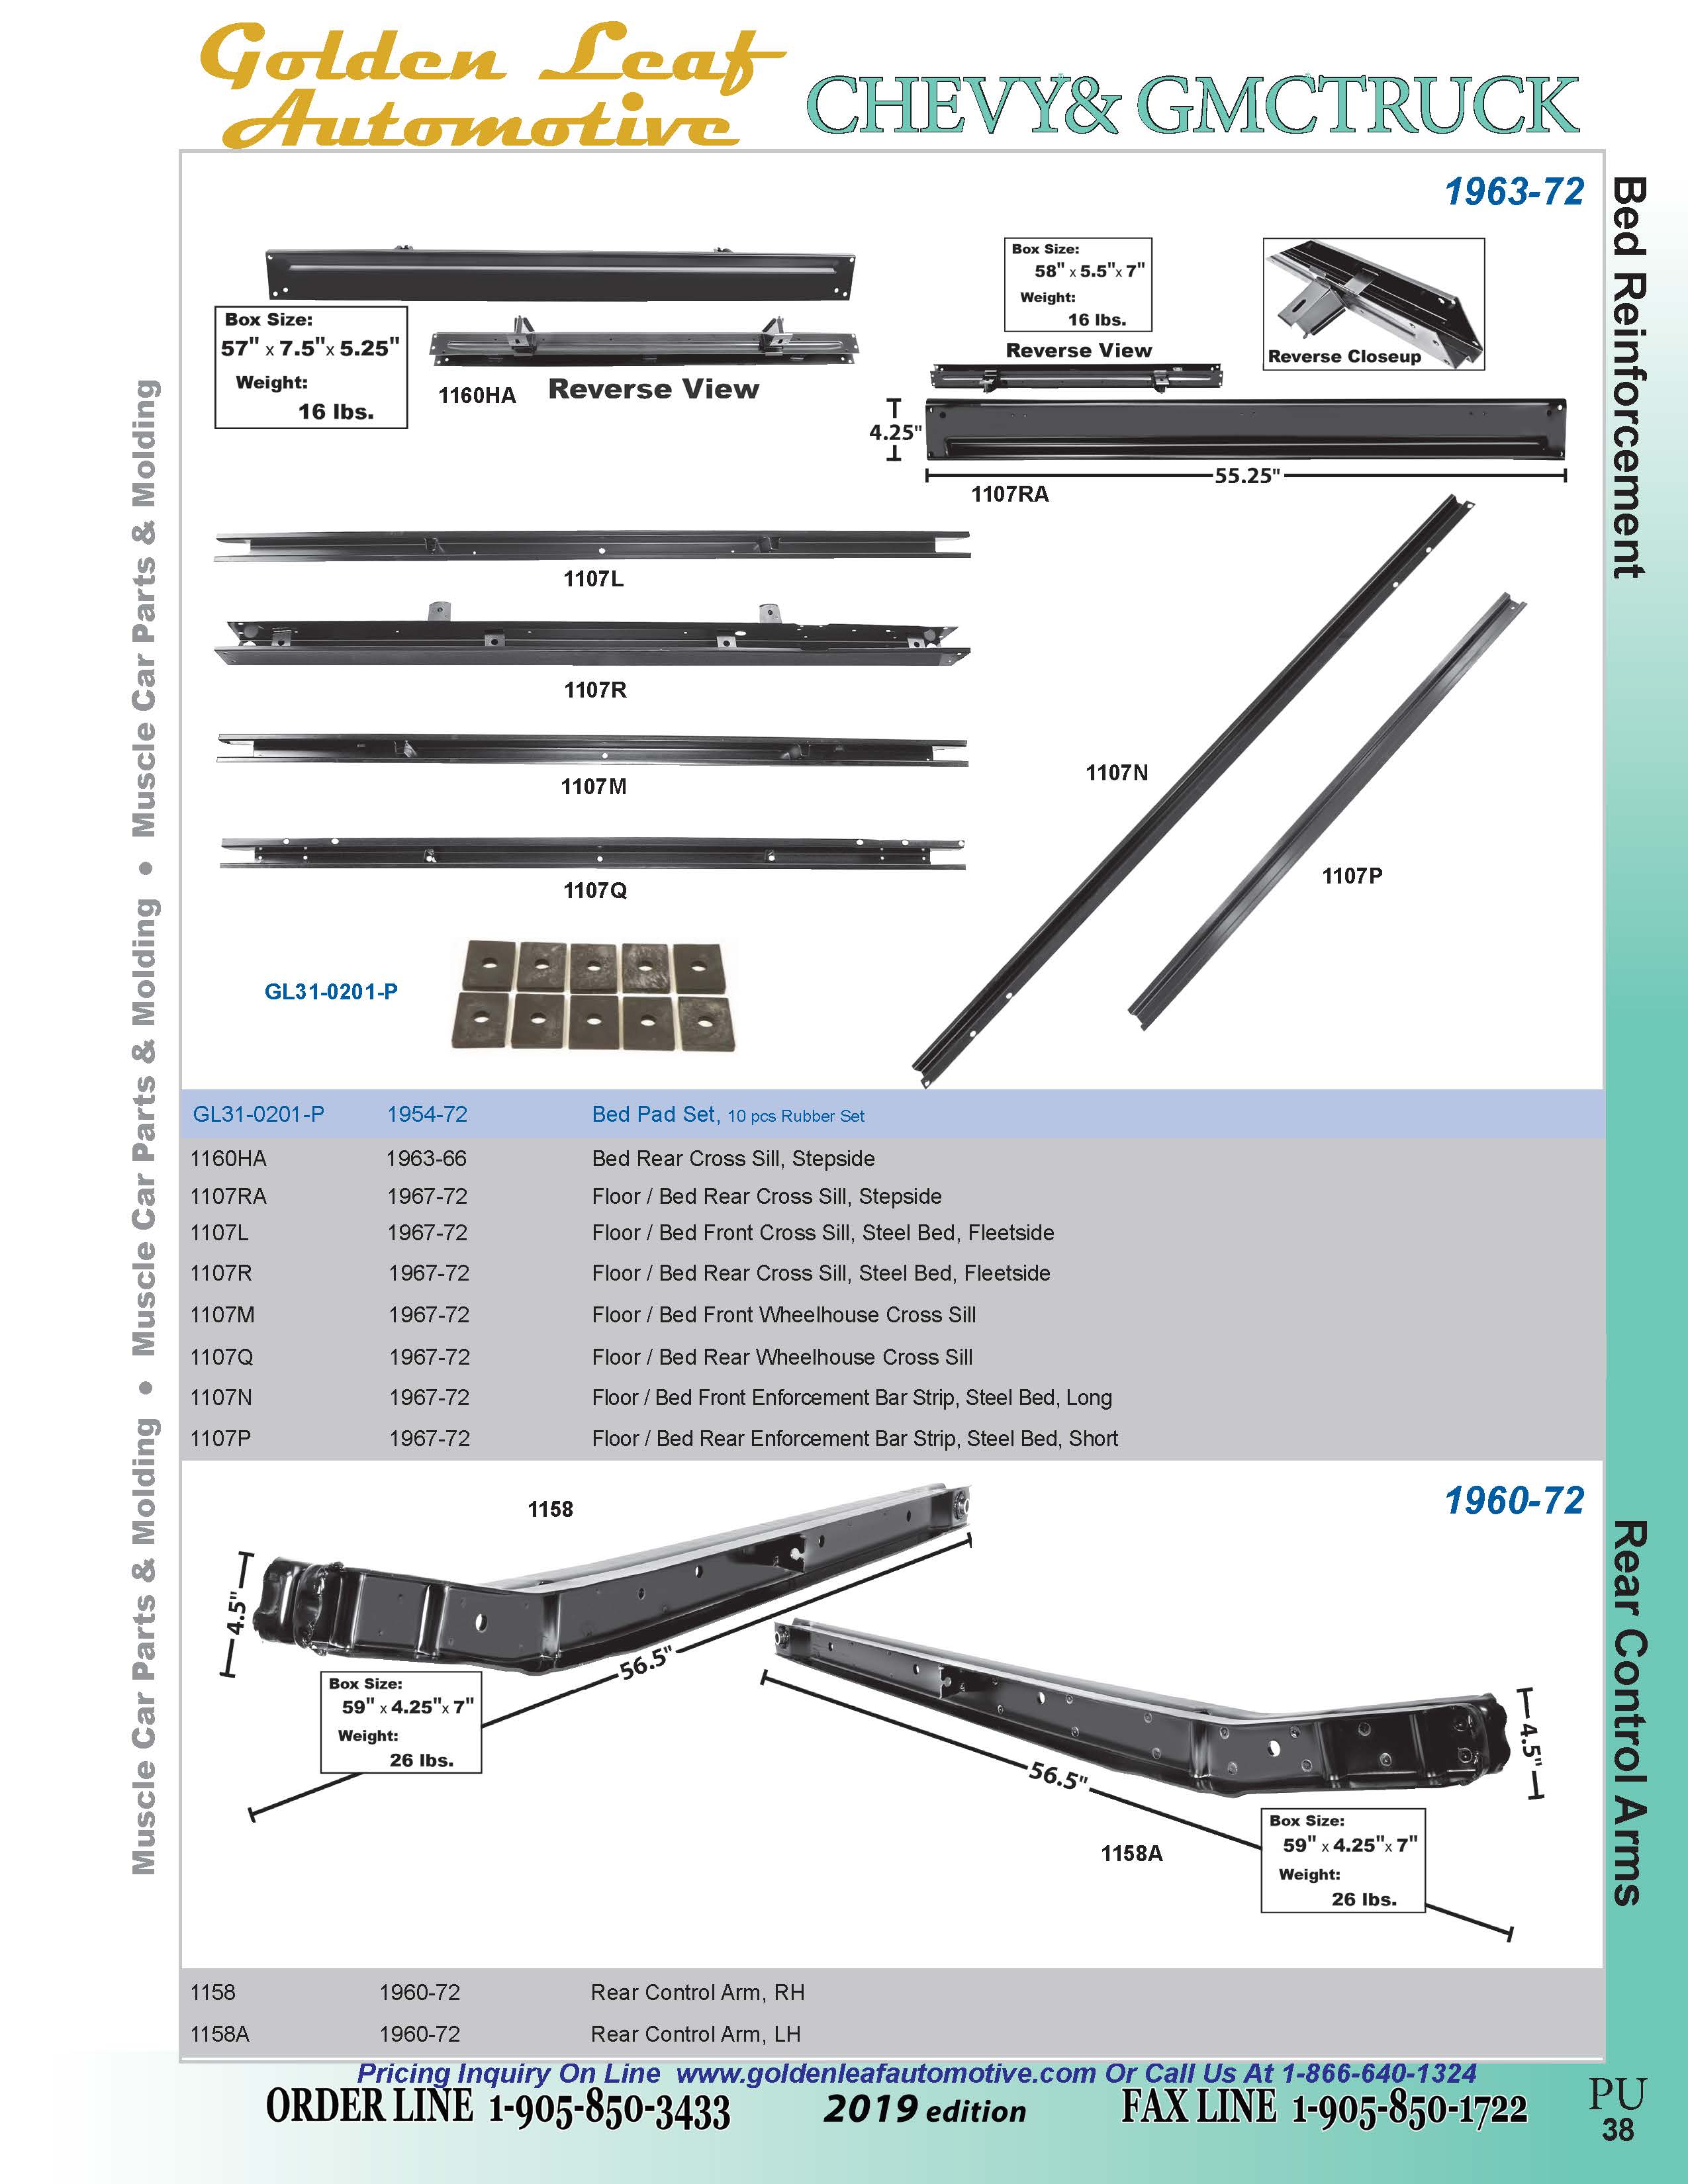 Golden Leaf
Automotive
CHEVY& GMCTRUCK
1963-72
Bed Reinforcement
Box Size:
57" x 7.5"x 5.25"
Weight:
16 lbs.
1160HA
Reverse View
Box Size:
58" x 5.5"x 7"
Weight:
16 lbs.
Reverse View
Reverse Closeup
4.25"
55.25"
1107RA
1107L
1107R
1107M
1107N
1107P
1107Q
GL31-0201-P
GL31-0201-P 1954-72 Bed Pad Set, 10 pcs Rubber Set
1160HA 1963-66 Bed Rear Cross Sill, Stepside
1107RA 1967-72 Floor / Bed Rear Cross Sill, Stepside
1107L 1967-72 Floor / Bed Front Cross Sill, Steel Bed, Fleetside
1107R 1967-72 Floor / Bed Rear Cross Sill, Steel Bed, Fleetside
1107M 1967-72 Floor / Bed Front Wheelhouse Cross Sill
1107Q 1967-72 Floor / Bed Rear Wheelhouse Cross Sill
1107N 1967-72 Floor / Bed Front Enforcement Bar Strip, Steel Bed, Long
1107P 1967-72 Floor / Bed Rear Enforcement Bar Strip, Steel Bed, Short
1960-72
Rear Control Arms
1158
4.5"
56.5"
Box Size:
59" x 4.25"x 7"
Weight:
26 lbs.
4.5"
56.5"
1158A
Box Size:
59" x 4.25"x 7"
Weight:
26 lbs.
1158 1960-72 Rear Control Arm, RH
1158A 1960-72 Rear Control Arm, LH
Muscle Car Parts & Molding • Muscle Car Parts & Molding • Muscle Car Parts & Molding
Pricing Inquiry On Line www.goldenleafautomotive.com Or Call Us At 1-866-640-1324
ORDER LINE 1-905-850-3433 2019 edition FAX LINE 1-905-850-1722
PU
38